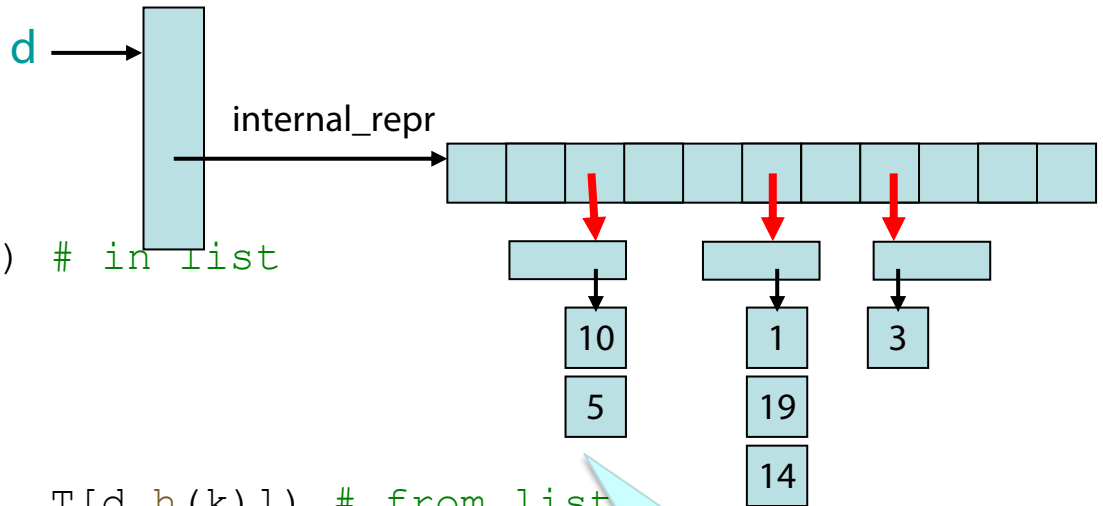 d
internal_repr
) # in list
10 1 3
5 19
14
T[d.h(k)]) # from list